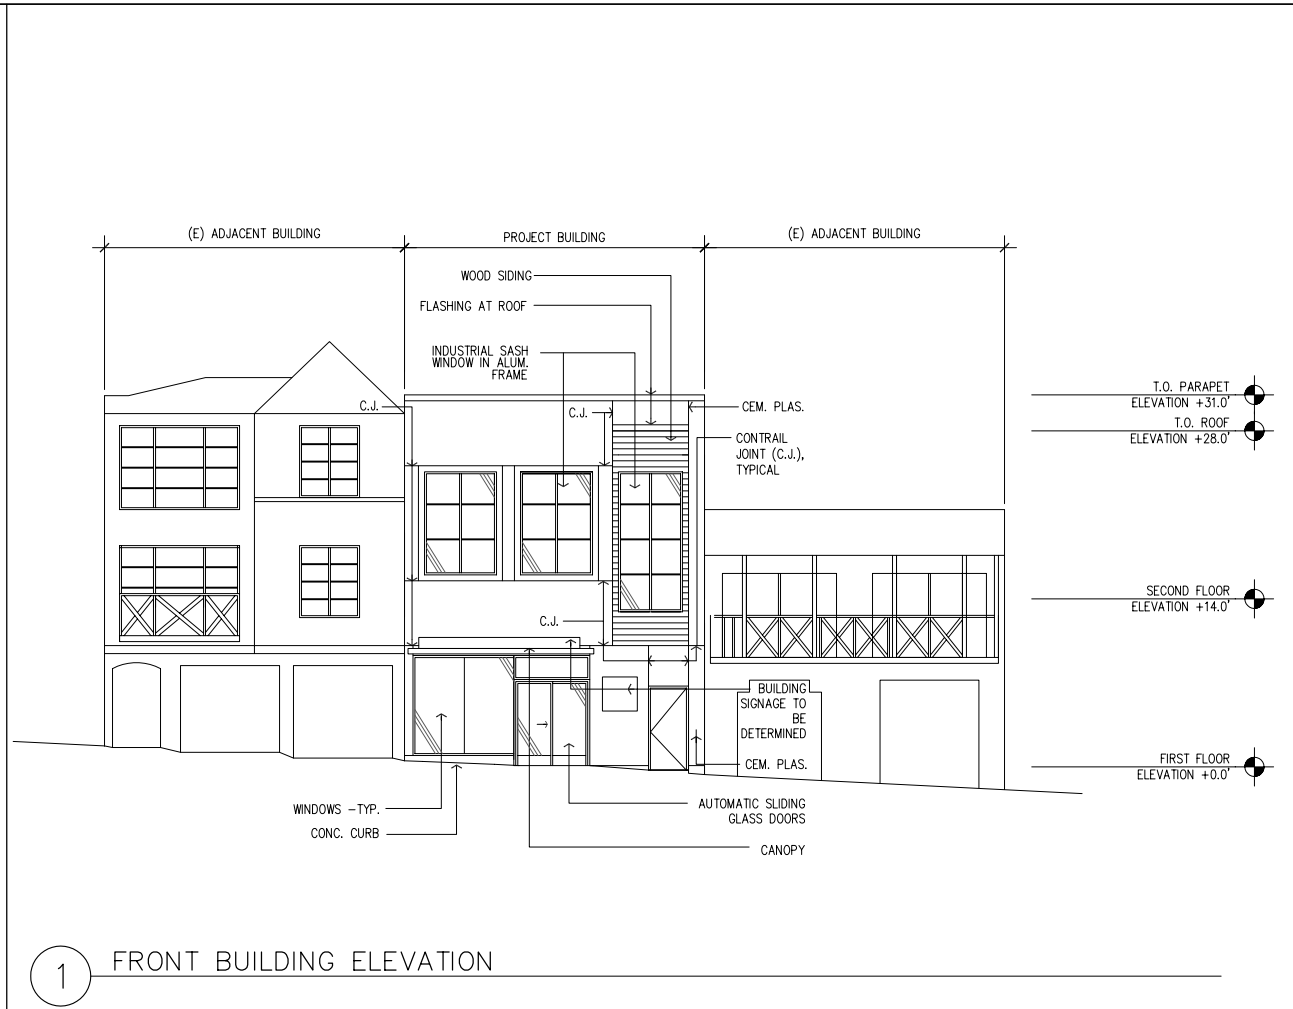 (E) ADJACENT BUILDING
PROJECT BUILDING
(E) ADJACENT BUILDING
WOOD SIDING
FLASHING AT ROOF
INDUSTRIAL SASH
WINDOW IN ALUM.
FRAME
C.J.
C.J.
CEM. PLAS.
CONTRAIL
JOINT (C.J.),
TYPICAL
T.O. PARAPET
ELEVATION +31.0'
T.O. ROOF
ELEVATION +28.0'
SECOND FLOOR
ELEVATION +14.0'
C.J.
BUILDING
SIGNAGE TO
BE
DETERMINED
CEM. PLAS.
FIRST FLOOR
ELEVATION +0.0'
WINDOWS -TYP.
CONC. CURB
AUTOMATIC SLIDING
GLASS DOORS
CANOPY
1
FRONT BUILDING ELEVATION